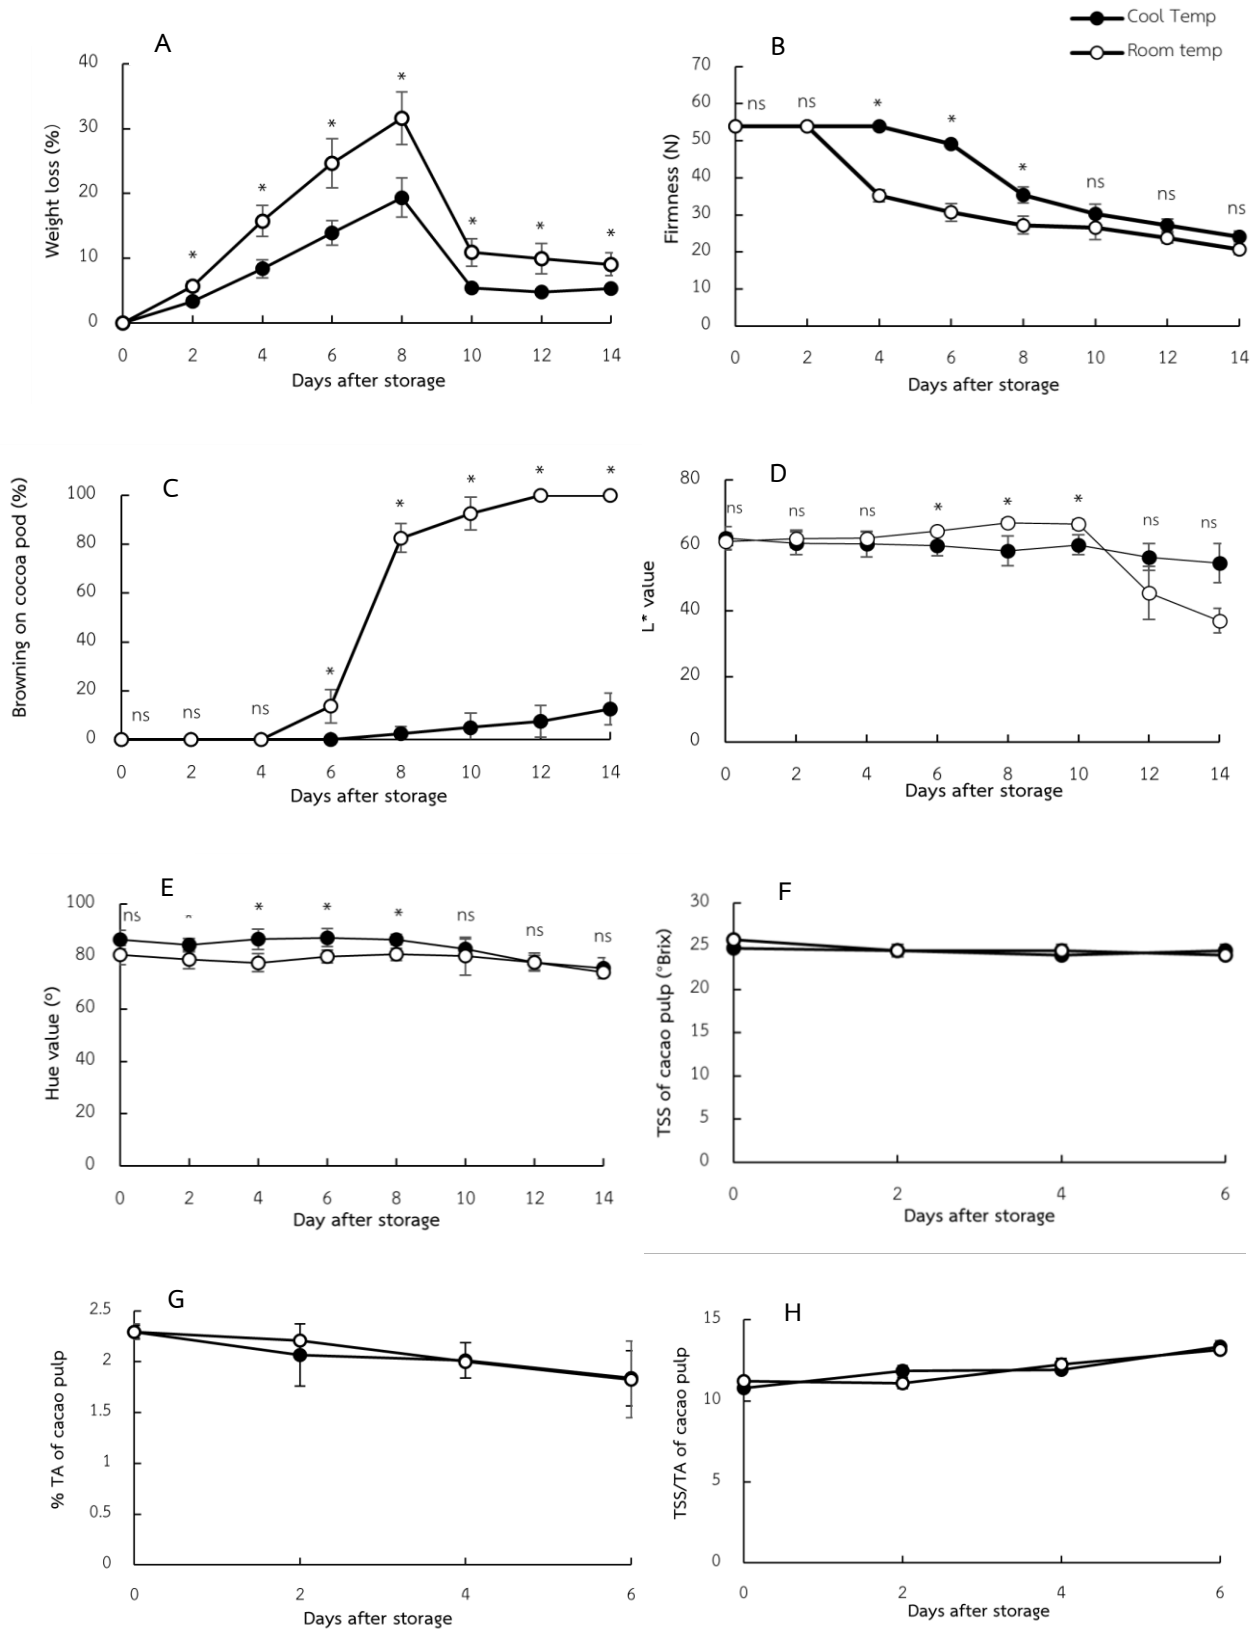 Cool Temp
Room temp
A
Weight loss (%)
40
30
20
10
0
* * * * * * *
0 2 4 6 8 10 12 14
Days after storage
B
Firmness (N)
70
60
50
40
30
20
10
0
ns ns * * * ns ns ns
0 2 4 6 8 10 12 14
Days after storage
C
Browning on cocoa pod (%)
100
80
60
40
20
0
ns ns ns * * * * *
0 2 4 6 8 10 12 14
Days after storage
D
L* value
80
60
40
20
0
ns ns ns * * * ns ns
0 2 4 6 8 10 12 14
Days after storage
E
Hue value (°)
100
80
60
40
20
0
ns * * * ns ns ns
0 2 4 6 8 10 12 14
Day after storage
F
TSS of cacao pulp (°Brix)
30
25
20
15
10
5
0
0 2 4 6
Days after storage
G
% TA of cacao pulp
2.5
2
1.5
1
0.5
0
0 2 4 6
Days after storage
H
TSS/TA of cacao pulp
15
10
5
0
0 2 4 6
Days after storage